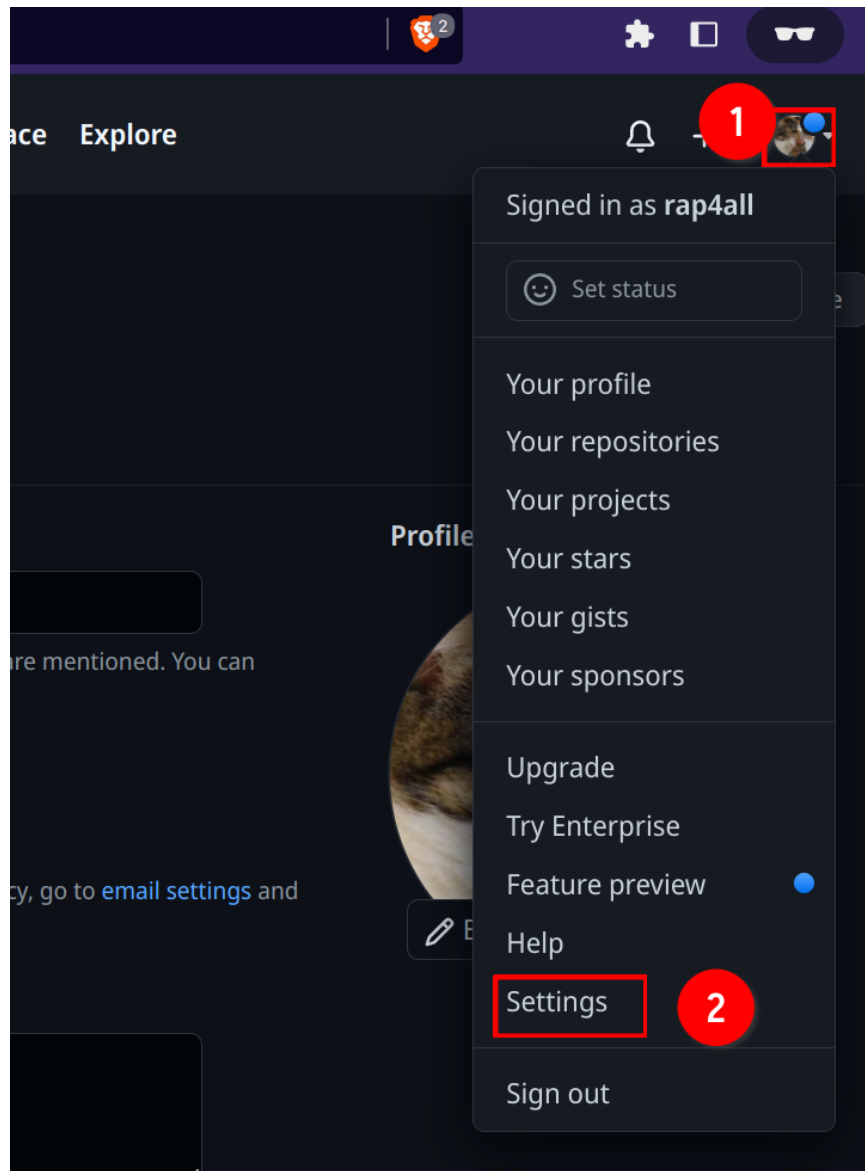 2
ace Explore
1
Signed in as rap4all
Set status
e
Your profile
Your repositories
Your projects
Profile
Your stars
Your gists
are mentioned. You can
Your sponsors
Upgrade
Try Enterprise
cy, go to email settings and
Feature preview
E
Help
Settings
2
Sign out